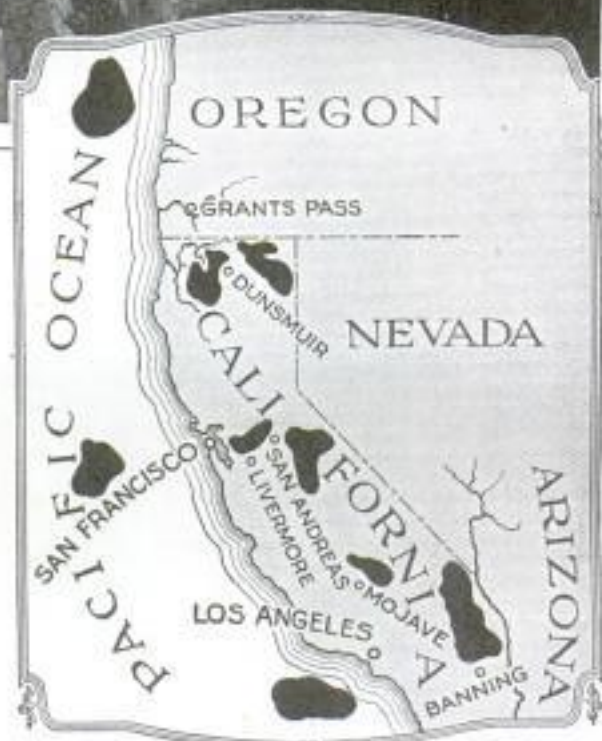 OREGON
PACIFIC OCEAN
GRANTS PASS
DUNSMUIR
NEVADA
CALIFORNIA
SAN FRANCISCO
LIVERMORE
SAN ANDREAS
MOJAVE
ARIZONA
LOS ANGELES
BANNING